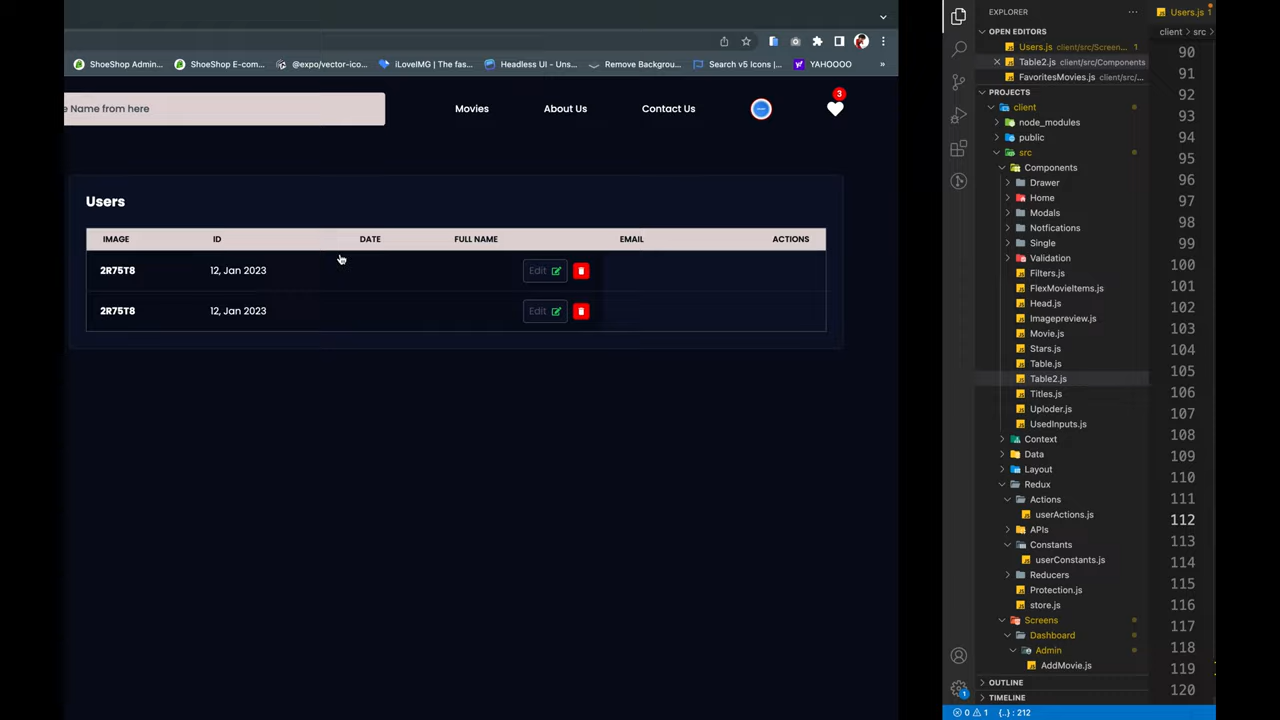 ShoeShop Admin...
ShoeShop E-com...
@expo/vector-ico...
iLoveIMG | The fas...
Headless UI - Uns...
Remove Backgrou...
Search v5 Icons |...
YAHOOOO
»
e Name from here
Movies
About Us
Contact Us
3
Users
IMAGE ID DATE FULL NAME EMAIL ACTIONS
2R75T8 12, Jan 2023 Edit
2R75T8 12, Jan 2023 Edit
EXPLORER
OPEN EDITORS
Users.js client/src/Screen... 1
Table2.js client/src/Components
FavoritesMovies.js client/src/...
PROJECTS
client
node_modules
public
src
Components
Drawer
Home
Modals
Notfications
Single
Validation
Filters.js
FlexMovieItems.js
Head.js
Imagepreview.js
Movie.js
Stars.js
Table.js
Table2.js
Titles.js
Uploder.js
UsedInputs.js
Context
Data
Layout
Redux
Actions
userActions.js
APIs
Constants
userConstants.js
Reducers
Protection.js
store.js
Screens
Dashboard
Admin
AddMovie.js
OUTLINE
TIMELINE
1
0 1 {..} : 212
Users.js 1
client > src >
90
91
92
93
94
95
96
97
98
99
100
101
102
103
104
105
106
107
108
109
110
111
112
113
114
115
116
117
118
119
120